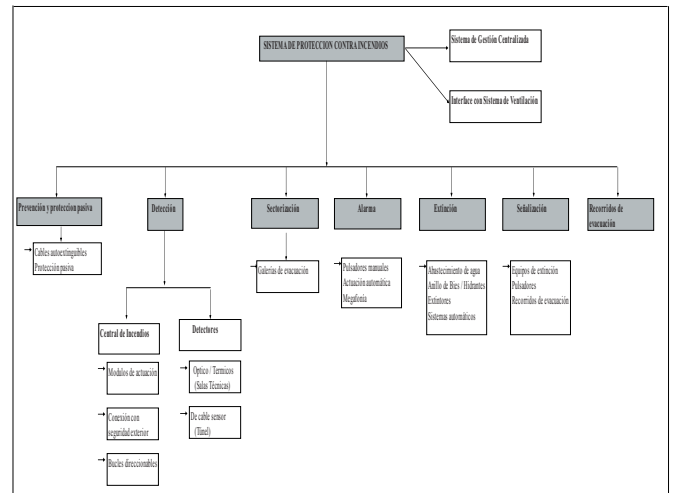 SISTEMA DE PROTECCION CONTRA INCENDIOS
Sistema de Gestión Centralizada
Interface con Sistema de Ventilación
Prevención y proteccion pasiva
Detección
Sectorización
Alarma
Extinción
Señalización
Recorridos de
evacuación
Cables autoextinguibles
Protección pasiva
Galerias de evacuación
Pulsadores manuales
Actuación automática
Megafonia
Abastecimiento de agua
Anillo de Bies / Hidrantes
Extintores
Sistemas automáticos
Equipos de extinción
Pulsadores
Recorridos de evacuación
Central de Incendios
Detectores
Modulos de actuación
Optico / Termicos
(Salas Técnicas)
Conexión con
seguridad exterior
De cable sensor
(Túnel)
Bucles direccionables